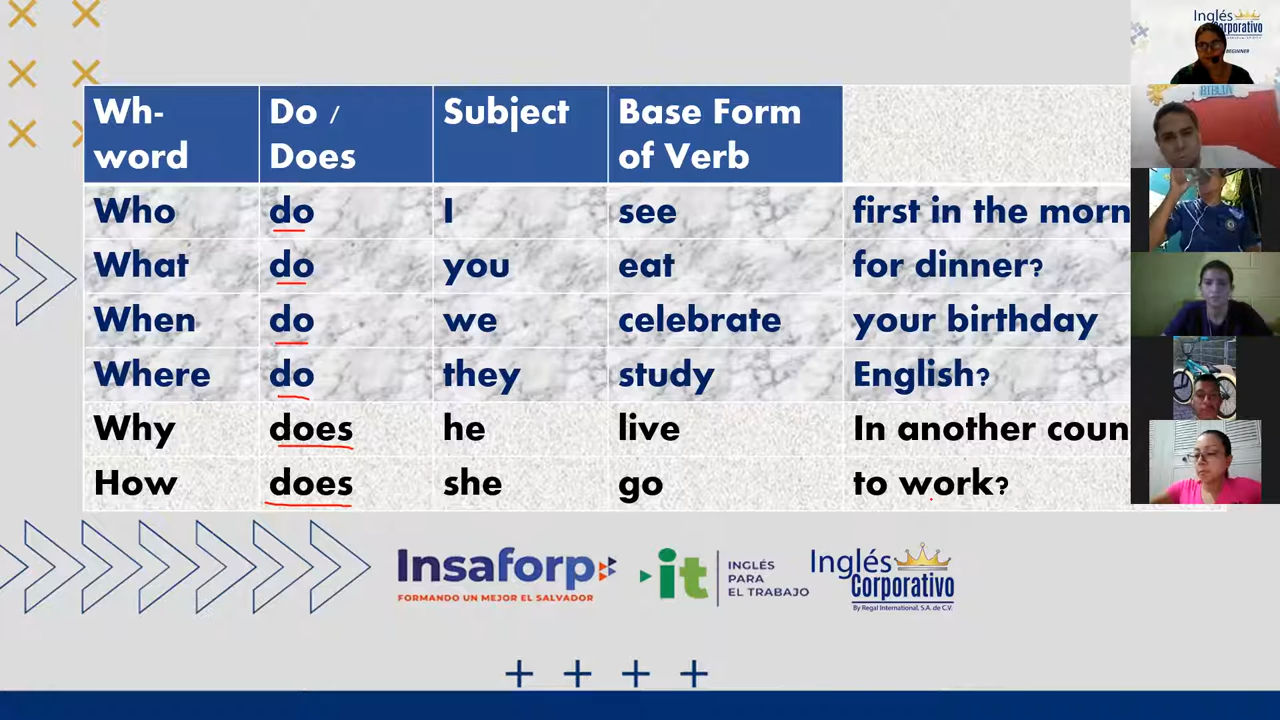 Wh-word Do / Does Subject Base Form of Verb
Who do I see first in the morn
What do you eat for dinner?
When do we celebrate your birthday
Where do they study English?
Why does he live In another coun
How does she go to work?
Insaforp
FORMANDO UN MEJOR EL SALVADOR
it
INGLÉS
PARA
EL TRABAJO
Inglés
Corporativo
By Regal International, S.A. de C.V.
Inglés
Corporativo
BEGINNER
BIBLIA